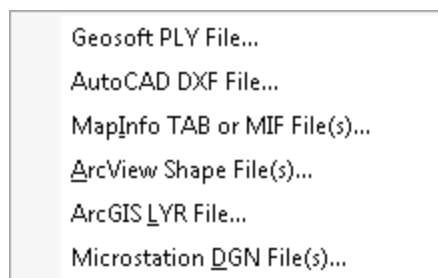 Geosoft PLY File...
AutoCAD DXF File...
MapInfo TAB or MIF File(s)...
ArcView Shape File(s)...
ArcGIS LYR File...
Microstation DGN File(s)...